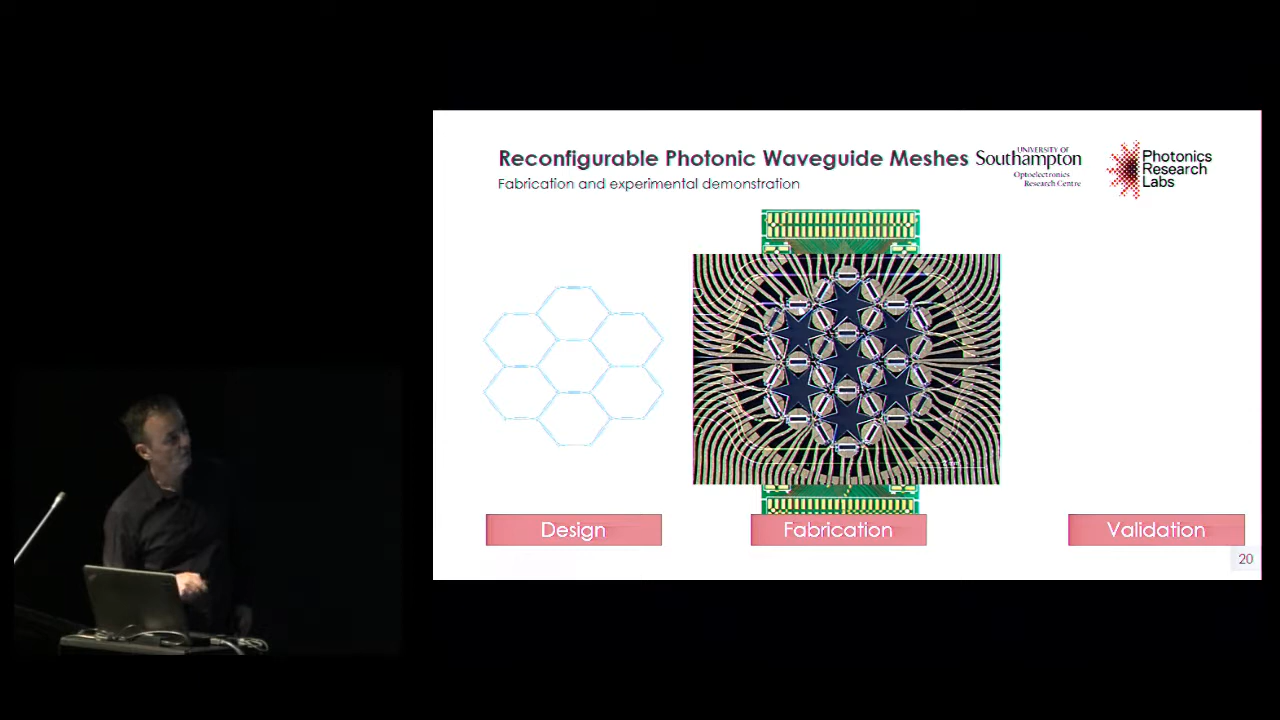 Reconfigurable Photonic Waveguide Meshes
Fabrication and experimental demonstration
UNIVERSITY OF
Southampton
Optoelectronics
Research Centre
Photonics
Research
Labs
Design
Fabrication
Validation
20